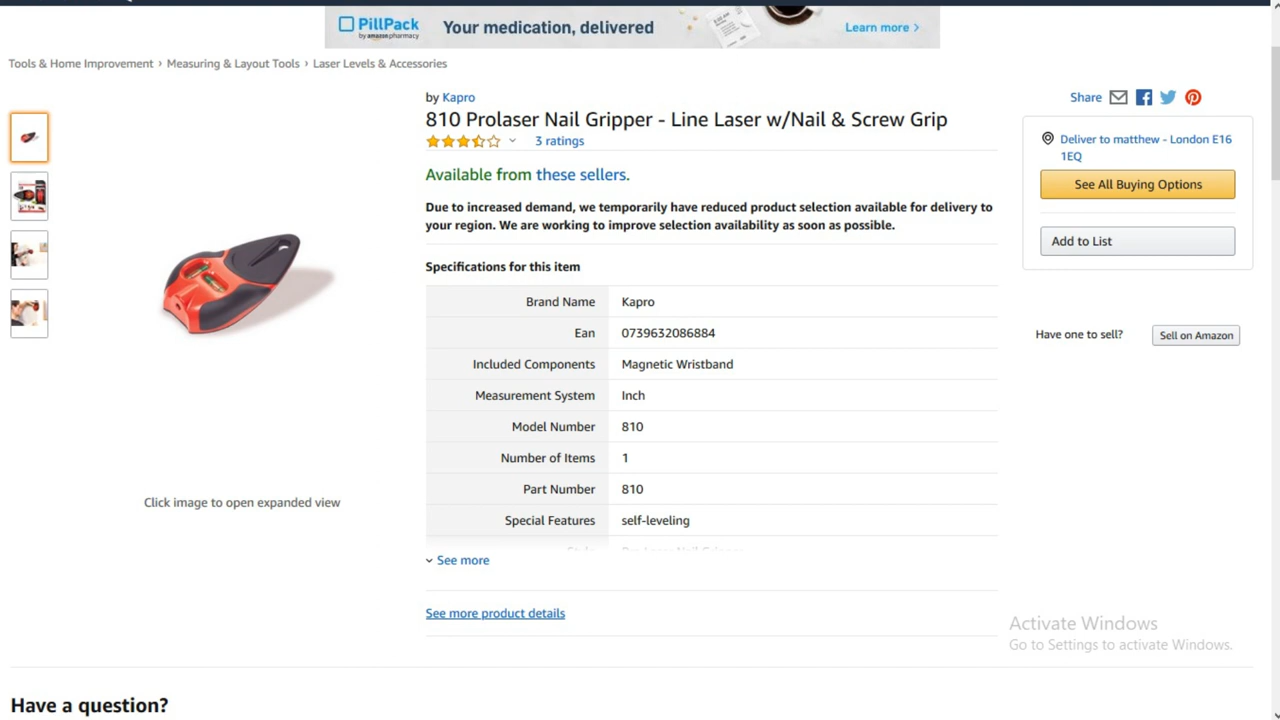 PillPack
by amazon pharmacy
Your medication, delivered
Learn more >
Tools & Home Improvement › Measuring & Layout Tools › Laser Levels & Accessories
by Kapro
810 Prolaser Nail Gripper - Line Laser w/Nail & Screw Grip
3 ratings
Available from these sellers.
Due to increased demand, we temporarily have reduced product selection available for delivery to
your region. We are working to improve selection availability as soon as possible.
Specifications for this item
Brand Name Kapro
Ean 0739632086884
Included Components Magnetic Wristband
Measurement System Inch
Model Number 810
Number of Items 1
Part Number 810
Special Features self-leveling
See more
See more product details
Click image to open expanded view
Share
Deliver to matthew - London E16
1EQ
See All Buying Options
Add to List
Have one to sell?
Sell on Amazon
Activate Windows
Go to Settings to activate Windows.
Have a question?